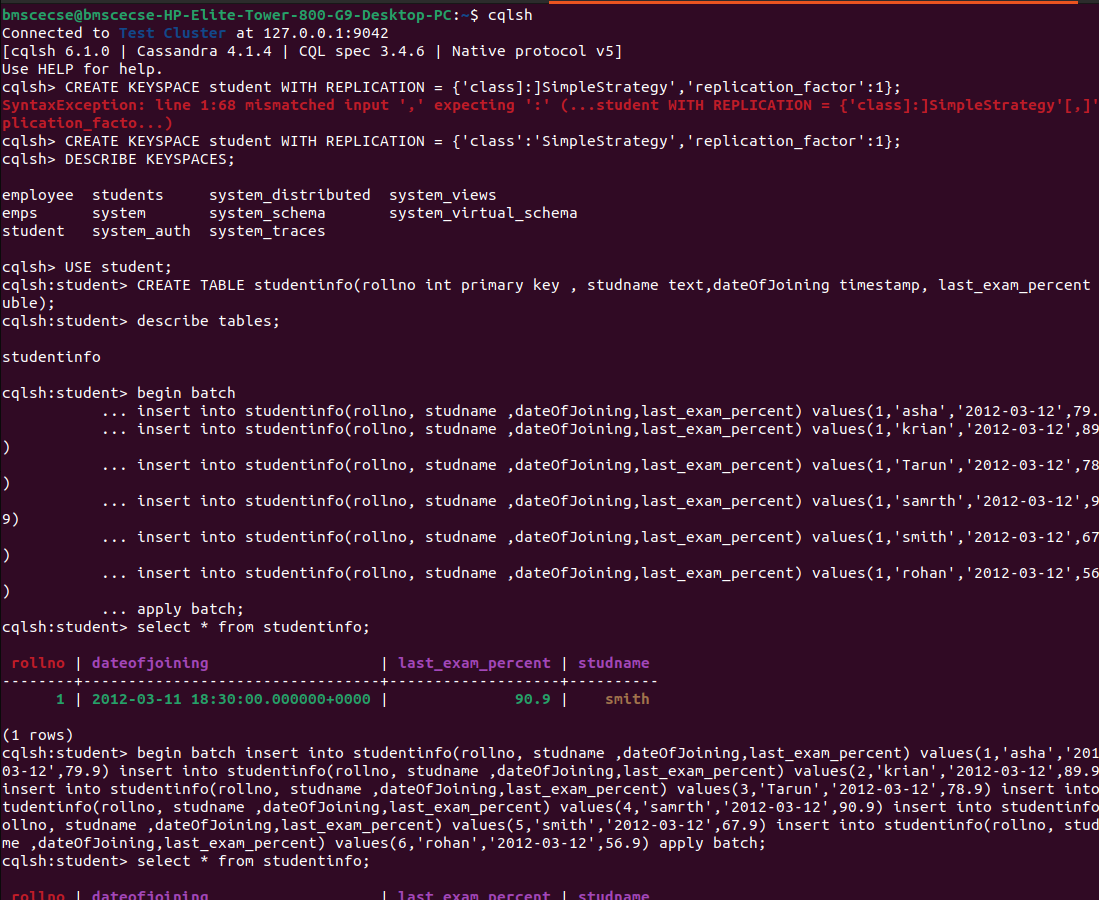 bmscecse@bmscecse-HP-Elite-Tower-800-G9-Desktop-PC:~$ cqlsh
Connected to Test Cluster at 127.0.0.1:9042
[cqlsh 6.1.0 | Cassandra 4.1.4 | CQL spec 3.4.6 | Native protocol v5]
Use HELP for help.
cqlsh> CREATE KEYSPACE student WITH REPLICATION = {'class]:]SimpleStrategy','replication_factor':1};
SyntaxException: line 1:68 mismatched input ',' expecting ':' (...student WITH REPLICATION = {'class]:]SimpleStrategy'[,]'
plication_facto...)
cqlsh> CREATE KEYSPACE student WITH REPLICATION = {'class':'SimpleStrategy','replication_factor':1};
cqlsh> DESCRIBE KEYSPACES;
employee  students     system_distributed  system_views
emps      system       system_schema       system_virtual_schema
student   system_auth  system_traces
cqlsh> USE student;
cqlsh:student> CREATE TABLE studentinfo(rollno int primary key , studname text,dateOfJoining timestamp, last_exam_percent
uble);
cqlsh:student> describe tables;
studentinfo
cqlsh:student> begin batch
           ... insert into studentinfo(rollno, studname ,dateOfJoining,last_exam_percent) values(1,'asha','2012-03-12',79.
           ... insert into studentinfo(rollno, studname ,dateOfJoining,last_exam_percent) values(1,'krian','2012-03-12',89
)
           ... insert into studentinfo(rollno, studname ,dateOfJoining,last_exam_percent) values(1,'Tarun','2012-03-12',78
)
           ... insert into studentinfo(rollno, studname ,dateOfJoining,last_exam_percent) values(1,'samrth','2012-03-12',9
9)
           ... insert into studentinfo(rollno, studname ,dateOfJoining,last_exam_percent) values(1,'smith','2012-03-12',67
)
           ... insert into studentinfo(rollno, studname ,dateOfJoining,last_exam_percent) values(1,'rohan','2012-03-12',56
)
           ... apply batch;
cqlsh:student> select * from studentinfo;
 rollno | dateofjoining                   | last_exam_percent | studname
--------+---------------------------------+-------------------+----------
      1 | 2012-03-11 18:30:00.000000+0000 |              90.9 |    smith
(1 rows)
cqlsh:student> begin batch insert into studentinfo(rollno, studname ,dateOfJoining,last_exam_percent) values(1,'asha','201
03-12',79.9) insert into studentinfo(rollno, studname ,dateOfJoining,last_exam_percent) values(2,'krian','2012-03-12',89.9
insert into studentinfo(rollno, studname ,dateOfJoining,last_exam_percent) values(3,'Tarun','2012-03-12',78.9) insert into
tudentinfo(rollno, studname ,dateOfJoining,last_exam_percent) values(4,'samrth','2012-03-12',90.9) insert into studentinfo
ollno, studname ,dateOfJoining,last_exam_percent) values(5,'smith','2012-03-12',67.9) insert into studentinfo(rollno, stud
me ,dateOfJoining,last_exam_percent) values(6,'rohan','2012-03-12',56.9) apply batch;
cqlsh:student> select * from studentinfo;
 rollno | dateofjoining                   | last_exam_percent | studname